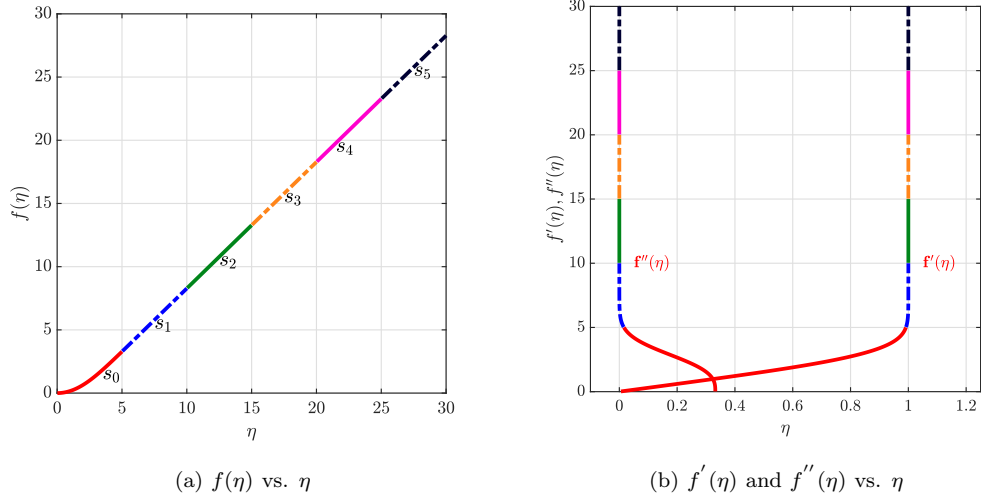 30
25
20
15
10
5
0
f(η)
s₀
s₁
s₂
s₃
s₄
s₅
0 5 10 15 20 25 30
η
(a) f(η) vs. η
30
25
20
15
10
5
0
f′(η), f″(η)
f″(η)
f′(η)
0 0.2 0.4 0.6 0.8 1 1.2
η
(b) f′(η) and f″(η) vs. η